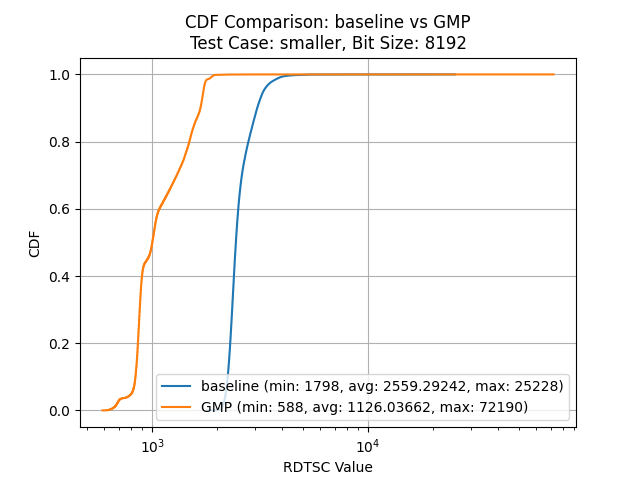 CDF Comparison: baseline vs GMP
Test Case: smaller, Bit Size: 8192
1.0
0.8
0.6
0.4
0.2
0.0
CDF
baseline (min: 1798, avg: 2559.29242, max: 25228)
GMP (min: 588, avg: 1126.03662, max: 72190)
10³ 10⁴
RDTSC Value